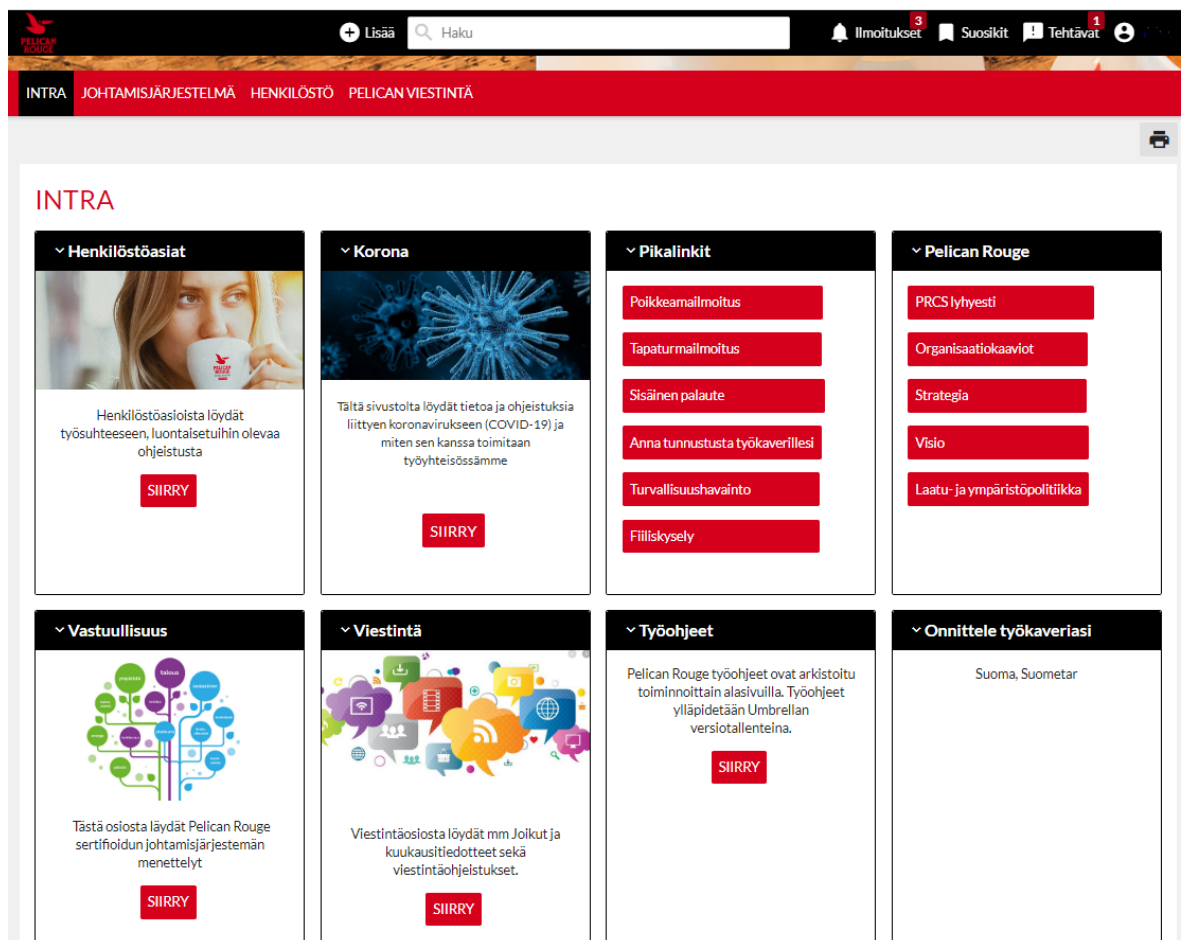 PELICAN
ROUGE
Lisää
Haku
Ilmoitukset
3
Suosikit
Tehtävät
1
INTRA
JOHTAMISJÄRJESTELMÄ
HENKILÖSTÖ
PELICAN VIESTINTÄ
INTRA
Henkilöstöasiat
PELICAN
ROUGE
Henkilöstöasioista löydät
työsuhteeseen, luontaisetuihin olevaa
ohjeistusta
SIIRRY
Korona
Tältä sivustolta löydät tietoa ja ohjeistuksia
liittyen koronavirukseen (COVID-19) ja
miten sen kanssa toimitaan
työyhteisössämme
SIIRRY
Pikalinkit
Poikkeamailmoitus
Tapaturmailmoitus
Sisäinen palaute
Anna tunnustusta työkaverillesi
Turvallisuushavainto
Fiiliskysely
Pelican Rouge
PRCS lyhyesti
Organisaatiokaaviot
Strategia
Visio
Laatu- ja ympäristöpolitiikka
Vastuullisuus
talous
Tästä osiosta läydät Pelican Rouge
sertifioidun johtamisjärjestemän
menettelyt
SIIRRY
Viestintä
Viestintäosiosta löydät mm Joikut ja
kuukausitiedotteet sekä
viestintäohjeistukset.
SIIRRY
Työohjeet
Pelican Rouge työohjeet ovat arkistoitu
toiminnoittain alasivuilla. Työohjeet
ylläpidetään Umbrellan
versiotallenteina.
SIIRRY
Onnittele työkaveriasi
Suoma, Suometar